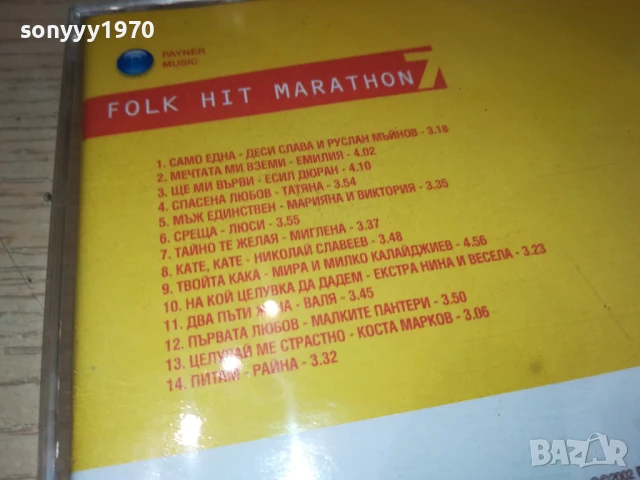 sonyyy1970
PAYNER
MUSIC
FOLK HIT MARATHON 7
1. САМО ЕДНА - ДЕСИ СЛАВА И РУСЛАН МЪЙНОВ - 3.18
2. МЕЧТАТА МИ ВЗЕМИ - ЕМИЛИЯ - 4.02
3. ЩЕ МИ ВЪРВИ - ЕСИЛ ДЮРАН - 4.10
4. СПАСЕНА ЛЮБОВ - ТАТЯНА - 3.54
5. МЪЖ ЕДИНСТВЕН - МАРИЯНА И ВИКТОРИЯ - 3.35
6. СРЕЩА - ЛЮСИ - 3.55
7. ТАЙНО ТЕ ЖЕЛАЯ - МИГЛЕНА - 3.37
8. КАТЕ, КАТЕ - НИКОЛАЙ СЛАВЕЕВ - 3.48
9. ТВОЙТА КАКА - МИРА И МИЛКО КАЛАЙДЖИЕВ - 4.56
10. НА КОЙ ЦЕЛУВКА ДА ДАДЕМ - ЕКСТРА НИНА И ВЕСЕЛА - 3.23
11. ДВА ПЪТИ ЖЕНА - ВАЛЯ - 3.45
12. ПЪРВАТА ЛЮБОВ - МАЛКИТЕ ПАНТЕРИ - 3.50
13. ЦЕЛУВАЙ МЕ СТРАСТНО - КОСТА МАРКОВ - 3.06
14. ПИТАМ - РАЙНА - 3.32
BAZAR
©2002